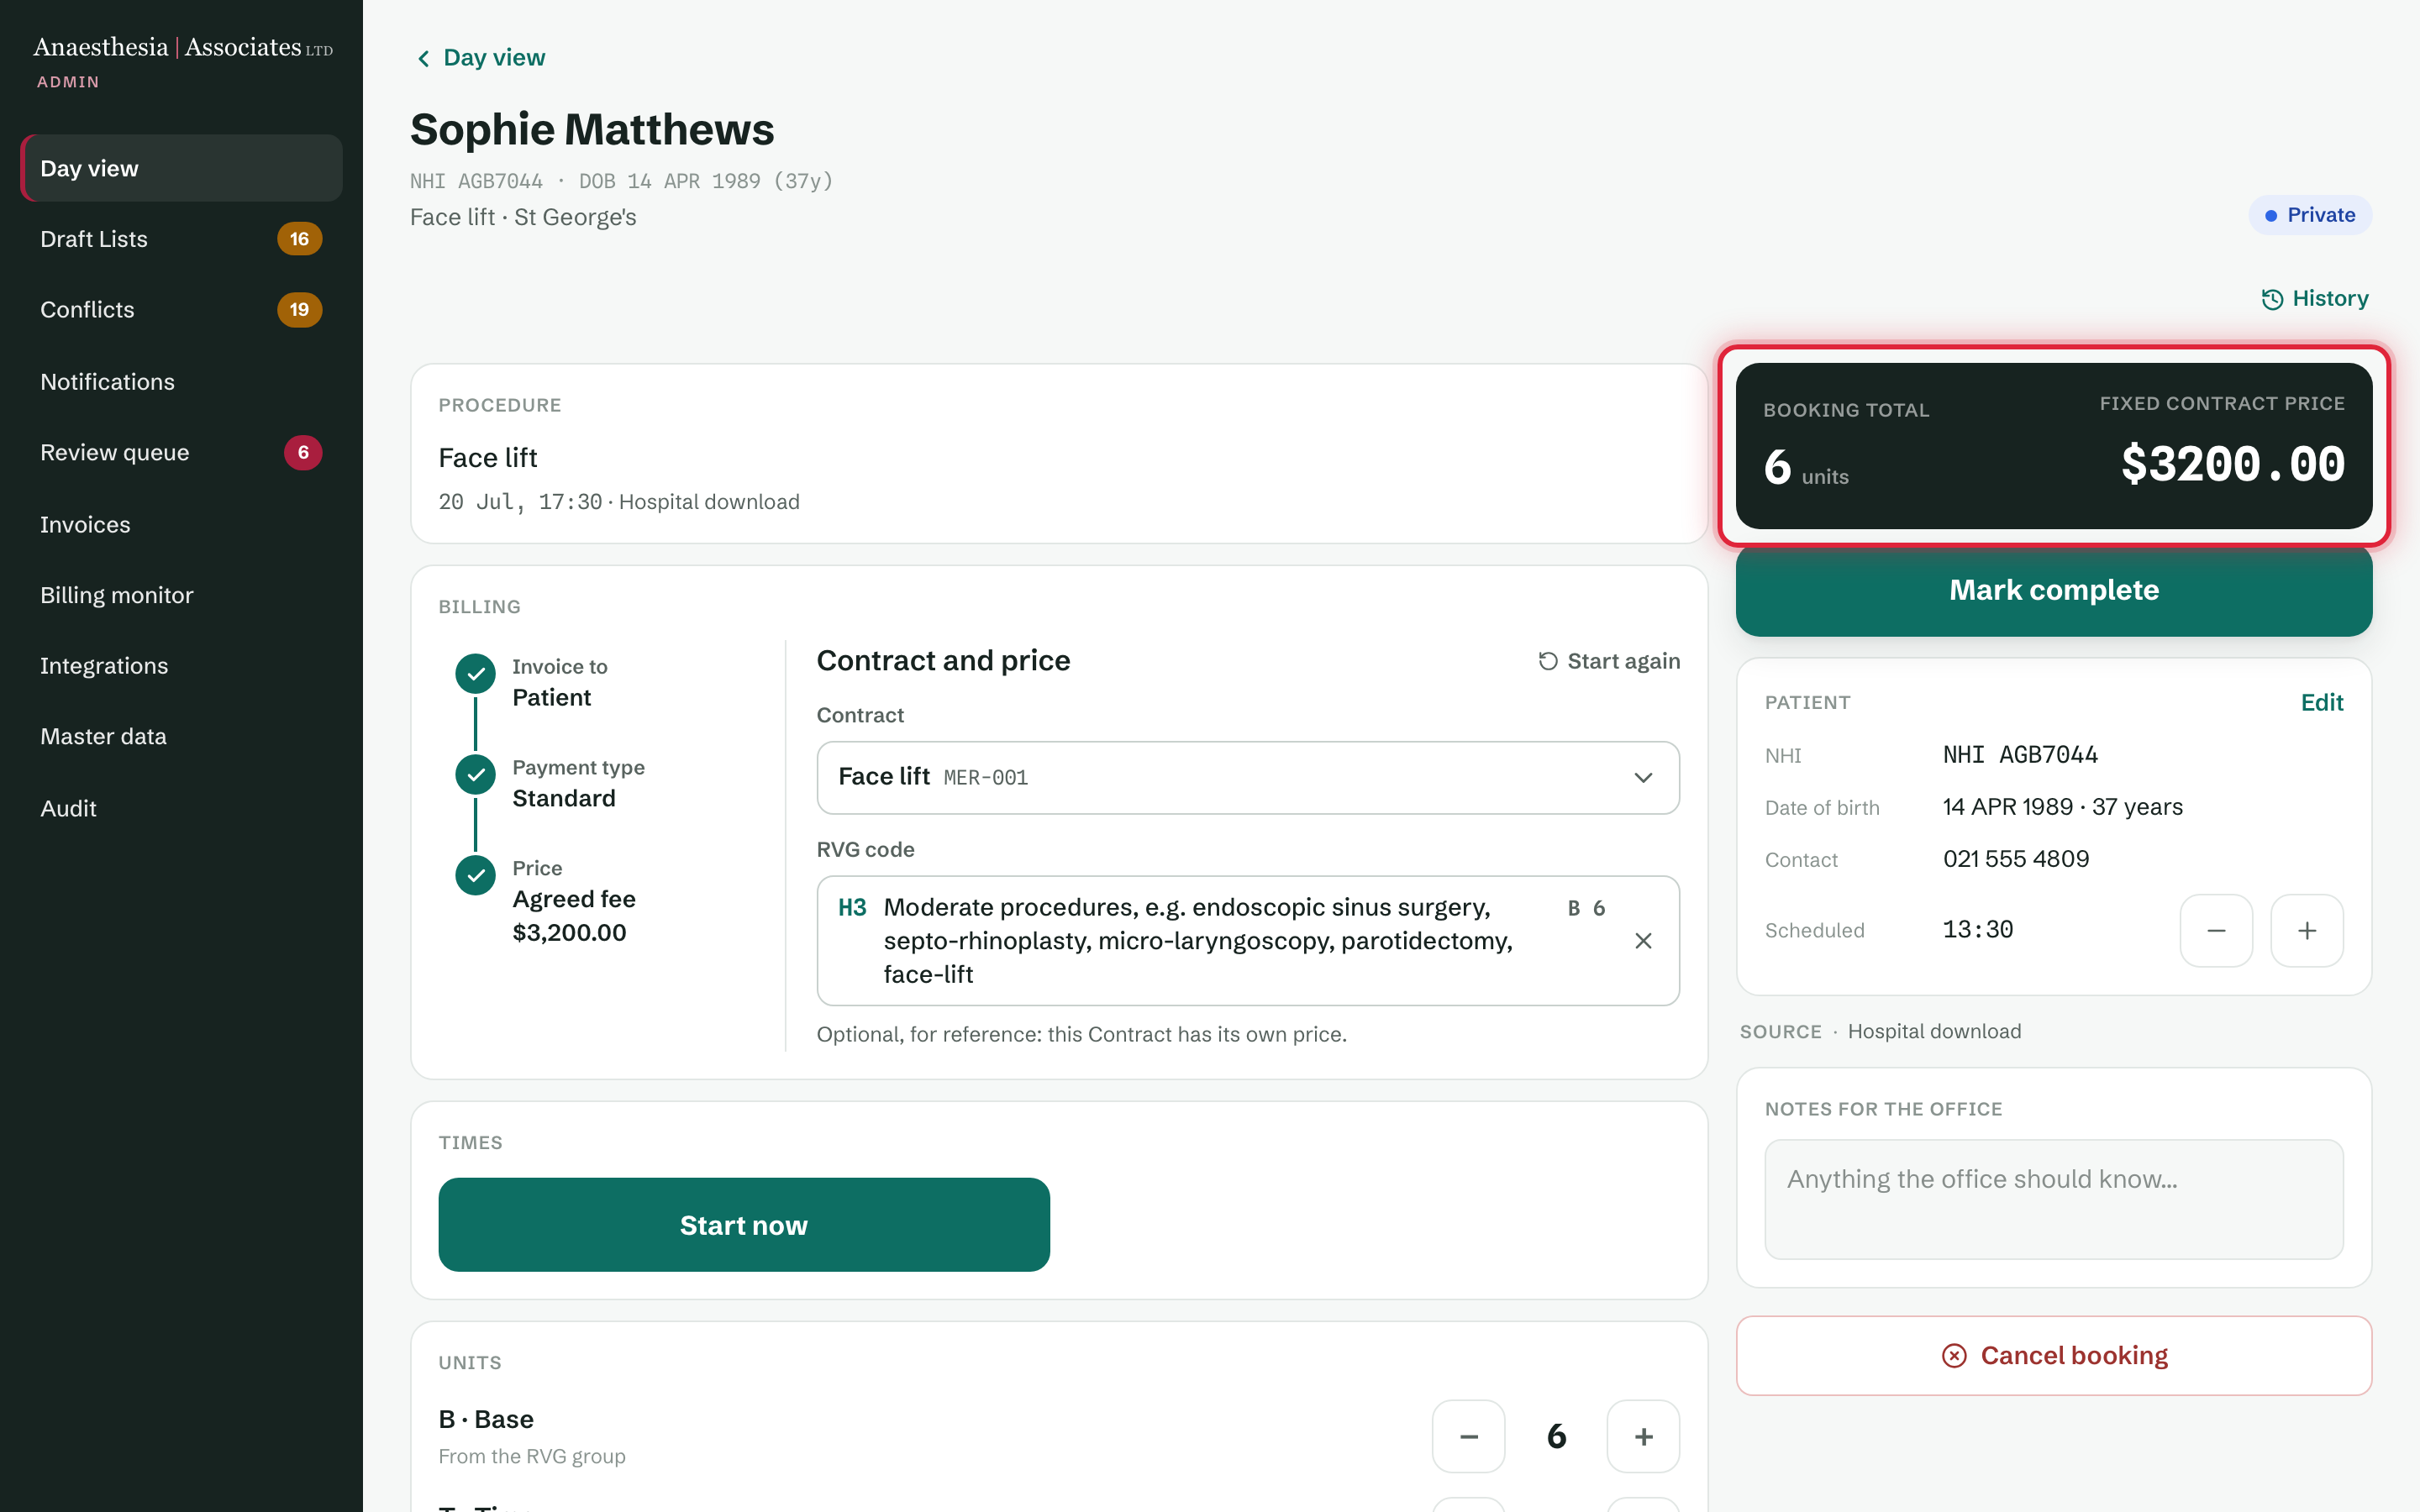 Anaesthesia | Associates LTD
ADMIN
Day view
Draft Lists 16
Conflicts 19
Notifications
Review queue 6
Invoices
Billing monitor
Integrations
Master data
Audit
Day view
Sophie Matthews
NHI AGB7044 · DOB 14 APR 1989 (37y)
Face lift · St George's
Private
History
PROCEDURE
Face lift
20 Jul, 17:30 · Hospital download
BILLING
Invoice to
Patient
Payment type
Standard
Price
Agreed fee
$3,200.00
Contract and price
Start again
Contract
Face lift MER-001
RVG code
H3 Moderate procedures, e.g. endoscopic sinus surgery, B 6
septo-rhinoplasty, micro-laryngoscopy, parotidectomy,
face-lift
Optional, for reference: this Contract has its own price.
TIMES
Start now
UNITS
B · Base
From the RVG group
6
BOOKING TOTAL
6 units
FIXED CONTRACT PRICE
$3200.00
Mark complete
PATIENT
Edit
NHI NHI AGB7044
Date of birth 14 APR 1989 · 37 years
Contact 021 555 4809
Scheduled 13:30
SOURCE · Hospital download
NOTES FOR THE OFFICE
Anything the office should know...
Cancel booking